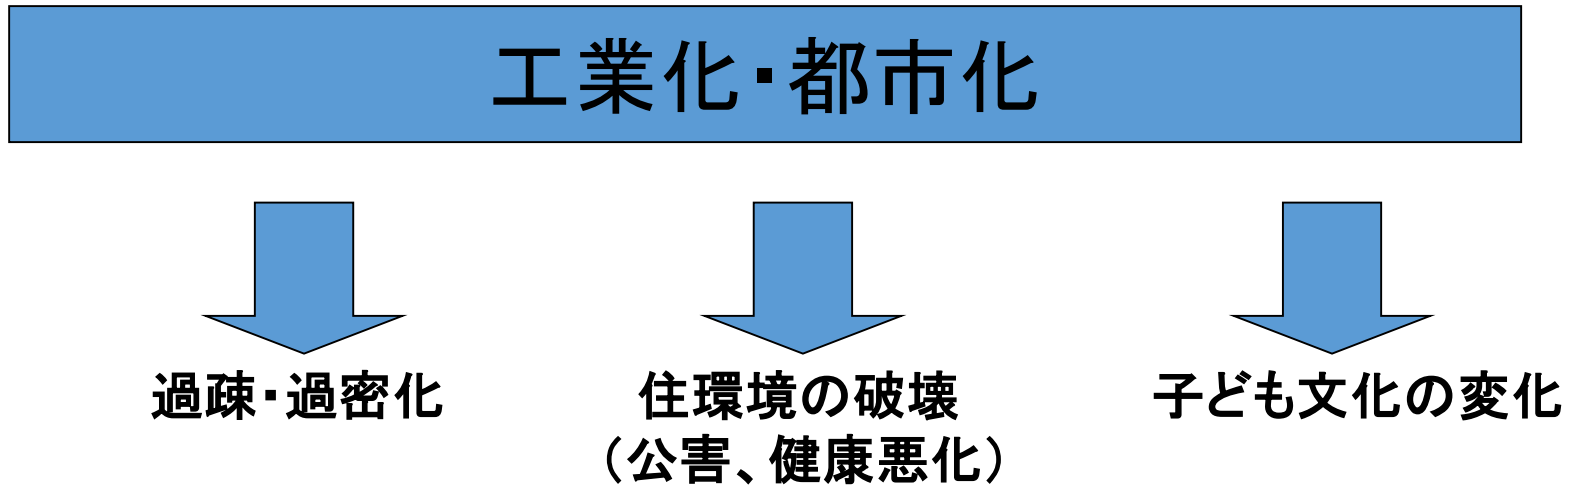 工業化・都市化
過疎・過密化
住環境の破壊
（公害、健康悪化）
子ども文化の変化